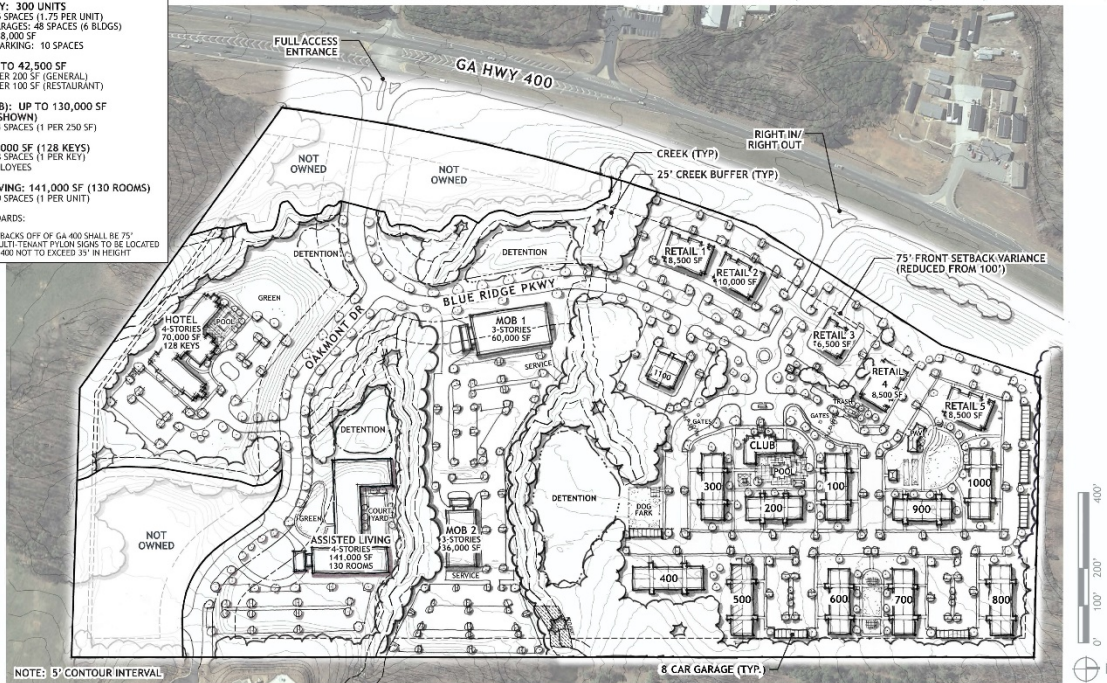 Y: 300 UNITS
SPACES (1.75 PER UNIT)
RAGES: 48 SPACES (6 BLDGS)
8,000 SF
ARKING: 10 SPACES
TO 42,500 SF
ER 200 SF (GENERAL)
ER 100 SF (RESTAURANT)
B): UP TO 130,000 SF
SHOWN)
SPACES (1 PER 250 SF)
000 SF (128 KEYS)
SPACES (1 PER KEY)
LOYEES
VING: 141,000 SF (130 ROOMS)
SPACES (1 PER UNIT)
DARDS:
BACKS OFF OF GA 400 SHALL BE 75'
ULTI-TENANT PYLON SIGNS TO BE LOCATED
400 NOT TO EXCEED 35' IN HEIGHT
FULL ACCESS
ENTRANCE
GA HWY 400
RIGHT IN/
RIGHT OUT
CREEK (TYP)
25' CREEK BUFFER (TYP)
NOT
OWNED
NOT
OWNED
75' FRONT SETBACK VARIANCE
(REDUCED FROM 100')
DETENTION
DETENTION
RETAIL 1
8,500 SF
RETAIL 2
10,000 SF
BLUE RIDGE PKWY
OAKMONT DR
GREEN
HOTEL
4-STORIES
70,000 SF
128 KEYS
POOL
MOB 1
3-STORIES
60,000 SF
SERVICE
RETAIL 3
6,500 SF
RETAIL
4
8,500 SF
RETAIL 5
8,500 SF
1100
TRASH
GATES
GATES
DETENTION
CLUB
POOL
PAV.
300
200
100
900
1000
DETENTION
DOG
PARK
COURT
YARD
GREEN
NOT
OWNED
ASSISTED LIVING
4-STORIES
141,000 SF
130 ROOMS
MOB 2
3-STORIES
36,000 SF
SERVICE
400
500
600
700
800
8 CAR GARAGE (TYP.)
NOTE: 5' CONTOUR INTERVAL
400'
200'
100'
0'